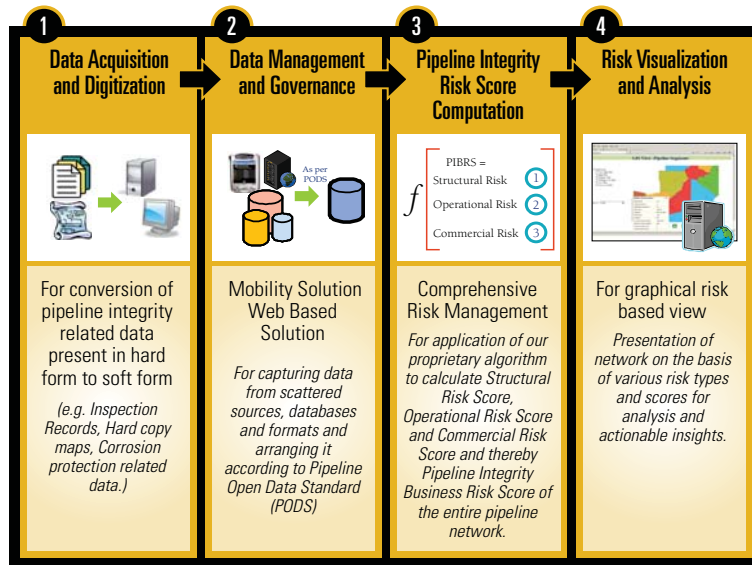 1
Data Acquisition
and Digitization
For conversion of
pipeline integrity
related data
present in hard
form to soft form
(e.g. Inspection
Records, Hard copy
maps, Corrosion
protection related
data.)
2
Data Management
and Governance
As per
PODS
Mobility Solution
Web Based
Solution
For capturing data
from scattered
sources, databases
and formats and
arranging it
according to Pipeline
Open Data Standard
(PODS)
3
Pipeline Integrity
Risk Score
Computation
f
PIBRS =
Structural Risk 1
Operational Risk 2
Commercial Risk 3
Comprehensive
Risk Management
For application of our
proprietary algorithm
to calculate Structural
Risk Score,
Operational Risk Score
and Commercial Risk
Score and thereby
Pipeline Integrity
Business Risk Score of
the entire pipeline
network.
4
Risk Visualization
and Analysis
For graphical risk
based view
Presentation of
network on the basis
of various risk types
and scores for
analysis and
actionable insights.